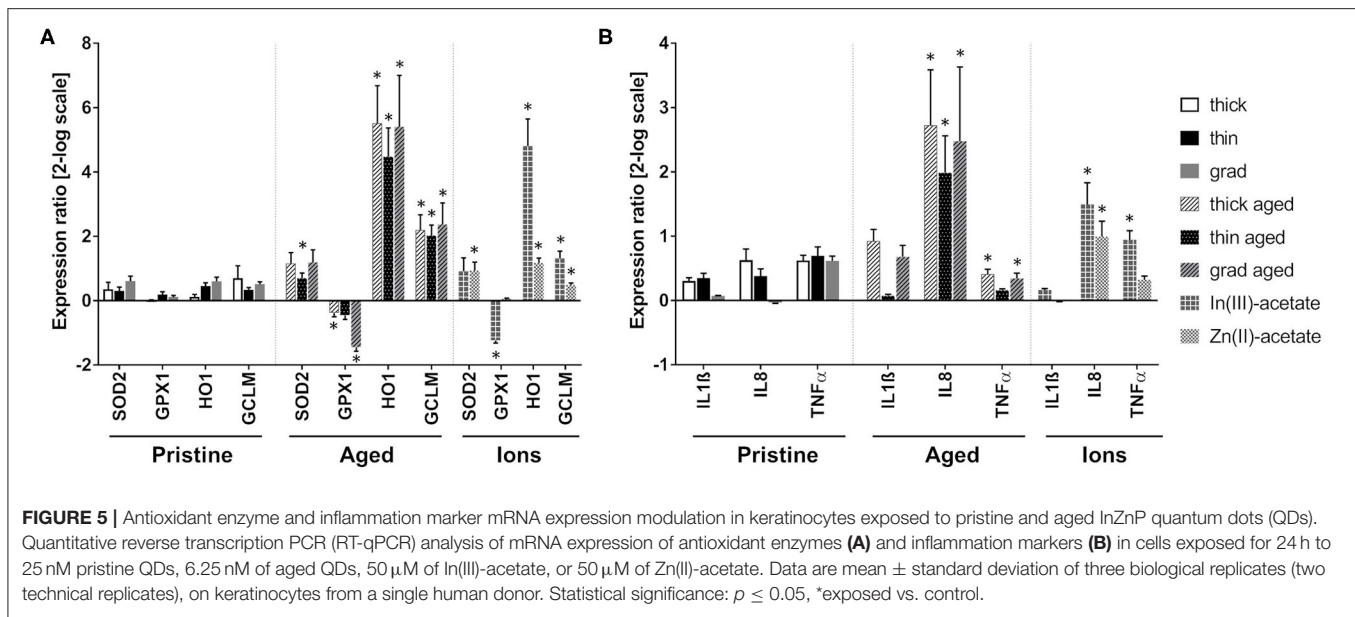 A
B
8
6
4
2
0
-2
Expression ratio [2-log scale]
SOD2
GPX1
HO1
GCLM
SOD2
GPX1
HO1
GCLM
SOD2
GPX1
HO1
GCLM
Pristine
Aged
Ions
4
3
2
1
0
-1
Expression ratio [2-log scale]
IL1ß
IL8
TNFα
IL1ß
IL8
TNFα
IL1ß
IL8
TNFα
Pristine
Aged
Ions
thick
thin
grad
thick aged
thin aged
grad aged
In(III)-acetate
Zn(II)-acetate
FIGURE 5 | Antioxidant enzyme and inflammation marker mRNA expression modulation in keratinocytes exposed to pristine and aged InZnP quantum dots (QDs).
Quantitative reverse transcription PCR (RT-qPCR) analysis of mRNA expression of antioxidant enzymes (A) and inflammation markers (B) in cells exposed for 24 h to
25 nM pristine QDs, 6.25 nM of aged QDs, 50 μM of In(III)-acetate, or 50 μM of Zn(II)-acetate. Data are mean ± standard deviation of three biological replicates (two
technical replicates), on keratinocytes from a single human donor. Statistical significance: p ≤ 0.05, *exposed vs. control.